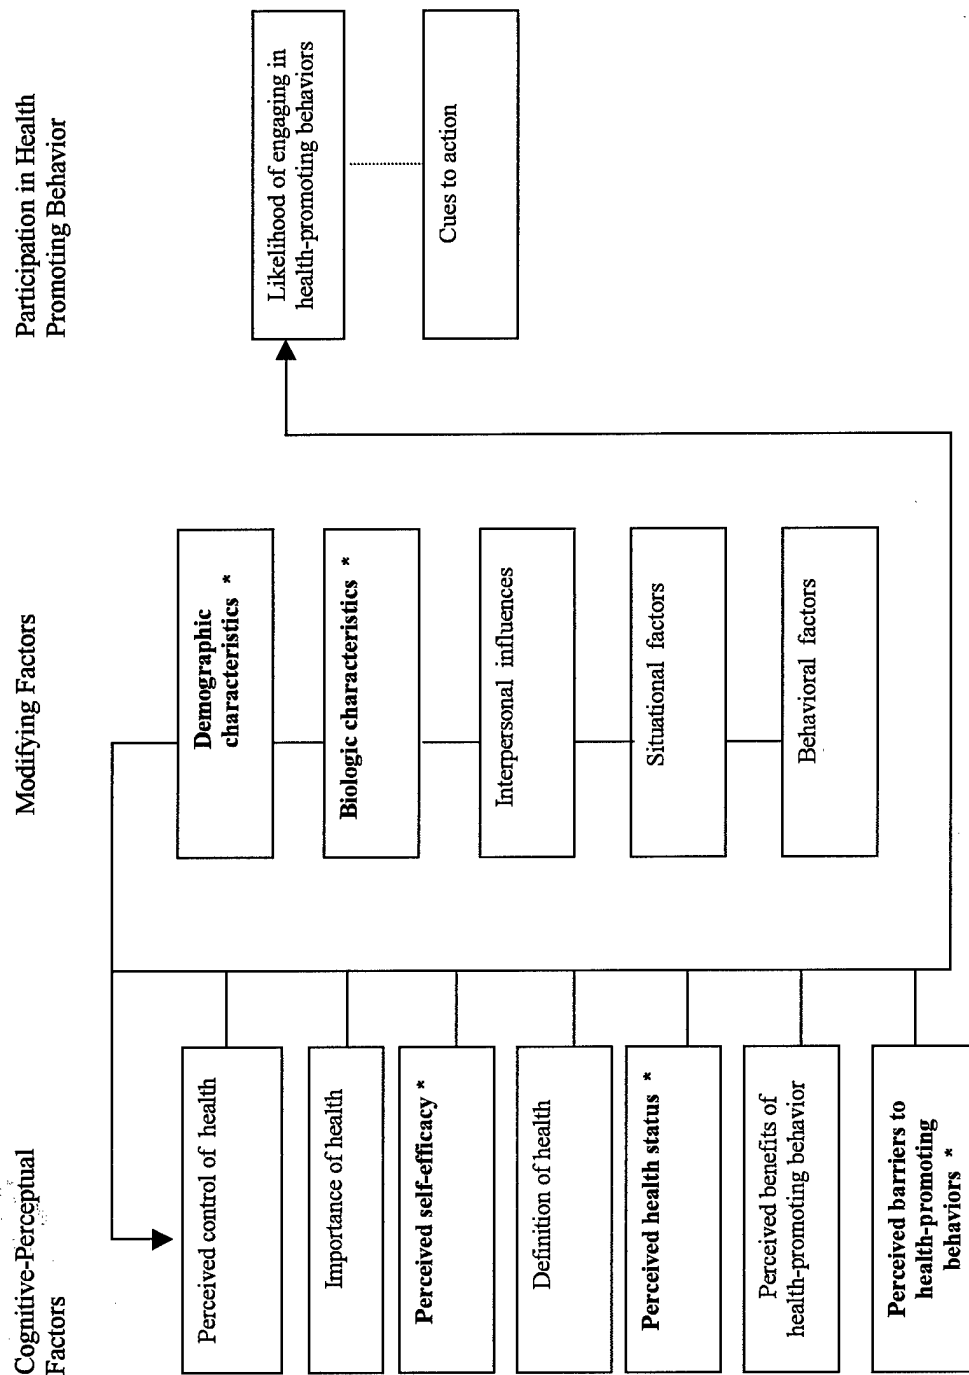 Cognitive-Perceptual
Factors
Modifying Factors
Participation in Health
Promoting Behavior
Perceived control of health
Importance of health
Perceived self-efficacy *
Definition of health
Perceived health status *
Perceived benefits of
health-promoting behavior
Perceived barriers to
health-promoting
behaviors *
Demographic
characteristics *
Biologic characteristics *
Interpersonal influences
Situational factors
Behavioral factors
Likelihood of engaging in
health-promoting behaviors
Cues to action